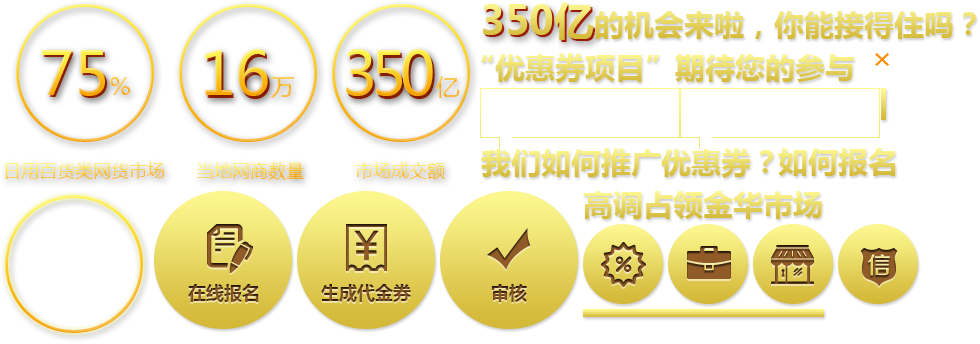 75%
16万
350亿
日用百货类网货市场
当地网商数量
市场成交额
350亿的机会来啦，你能接得住吗？
“优惠券项目”期待您的参与
我们如何推广优惠券？如何报名
高调占领金华市场
在线报名
¥
生成代金券
审核
%
信